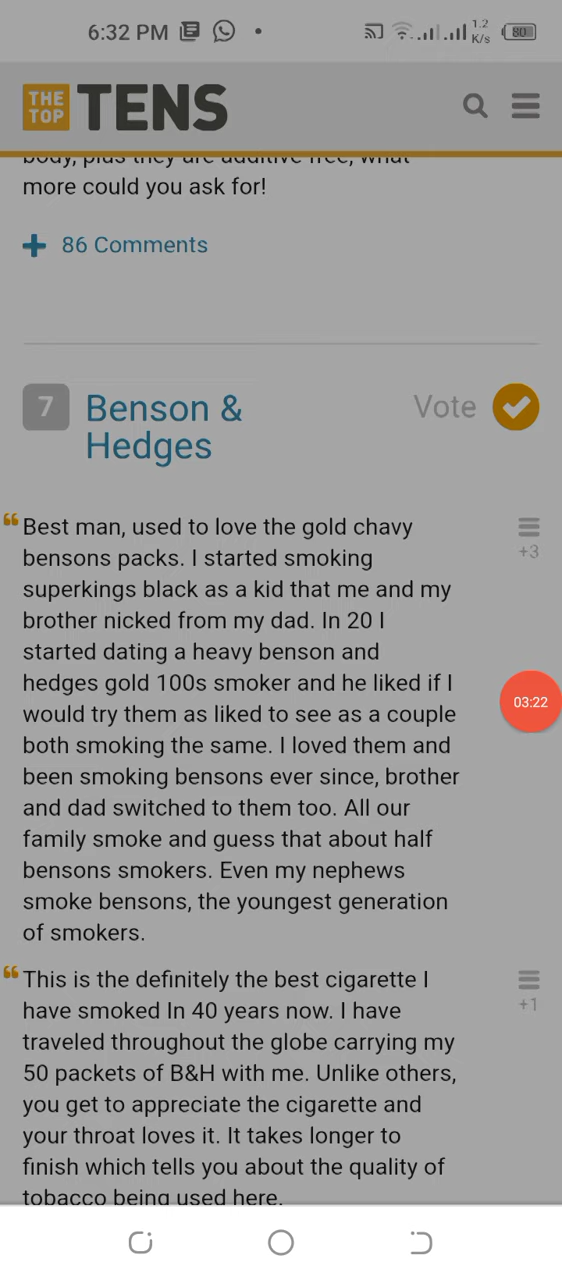 6:32 PM
1.2
K/s
80
THE
TOP
TENS
body, plus they are additive free, what
more could you ask for!
86 Comments
7
Benson &
Hedges
Vote
Best man, used to love the gold chavy
bensons packs. I started smoking
superkings black as a kid that me and my
brother nicked from my dad. In 20 I
started dating a heavy benson and
hedges gold 100s smoker and he liked if I
would try them as liked to see as a couple
both smoking the same. I loved them and
been smoking bensons ever since, brother
and dad switched to them too. All our
family smoke and guess that about half
bensons smokers. Even my nephews
smoke bensons, the youngest generation
of smokers.
+3
03:22
This is the definitely the best cigarette I
have smoked In 40 years now. I have
traveled throughout the globe carrying my
50 packets of B&H with me. Unlike others,
you get to appreciate the cigarette and
your throat loves it. It takes longer to
finish which tells you about the quality of
tobacco being used here.
+1